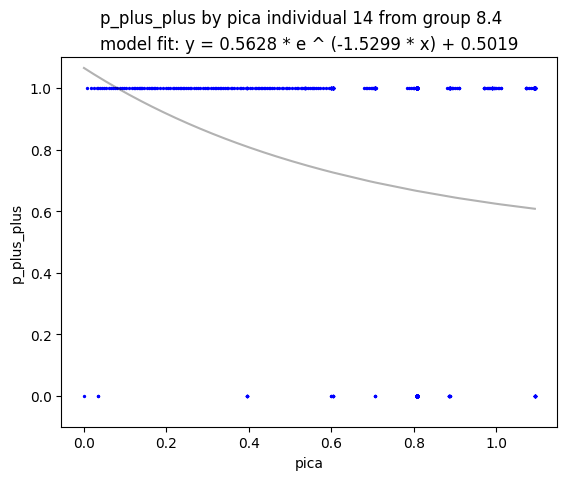 p_plus_plus by pica individual 14 from group 8.4
model fit: y = 0.5628 * e ^ (-1.5299 * x) + 0.5019
1.0
0.8
0.6
0.4
0.2
0.0
p_plus_plus
0.0 0.2 0.4 0.6 0.8 1.0
pica